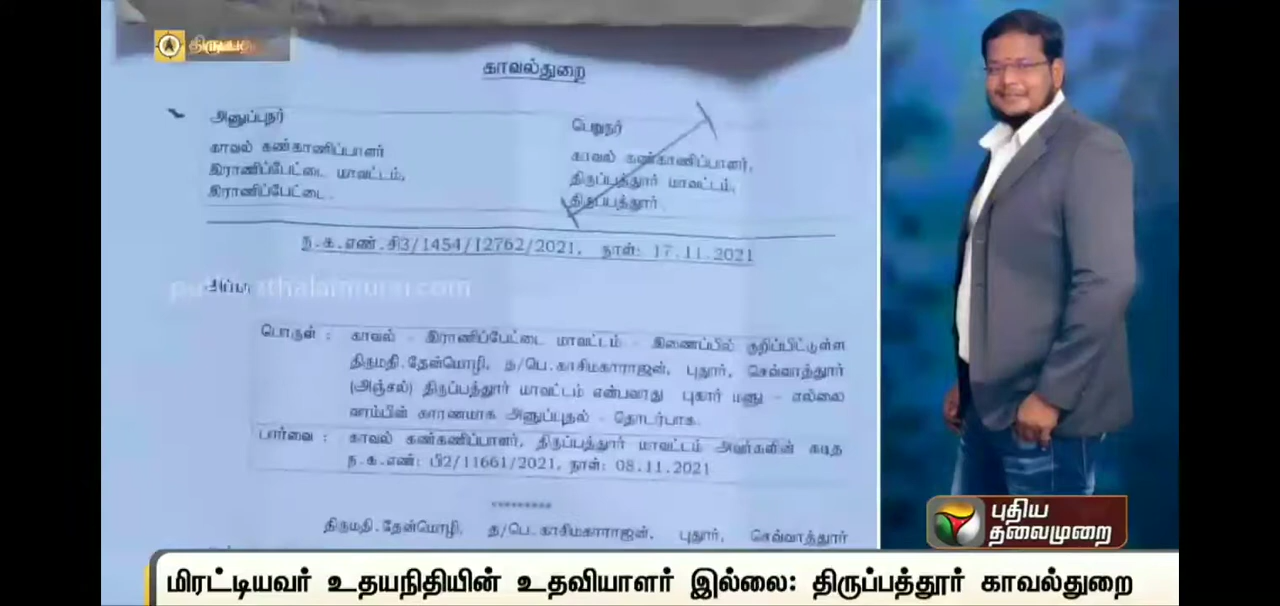 திருப்பத்
காவல்துறை
அனுப்புநர்
காவல் கண்காணிப்பாளர்
இராணிப்பேட்டை மாவட்டம்,
இராணிப்பேட்டை.
பெறுநர்
காவல் கண்காணிப்பாளர்,
திருப்பத்தூர் மாவட்டம்,
திருப்பத்தூர்.
ந.க.எண்.சி3/1454/12762/2021, நாள்: 17.11.2021
பொருள் : காவல் - இராணிப்பேட்டை மாவட்டம் - இணைப்பில் குறிப்பிட்டுள்ள
திருமதி.தேன்மொழி, த/பெ.காசிமகாராஜன், புதூர், செவ்வாத்தூர்
(அஞ்சல்) திருப்பத்தூர் மாவட்டம் என்பவரது புகார் மனு - எல்லை
வரம்பின் காரணமாக அனுப்புதல் - தொடர்பாக.
பார்வை : காவல் கண்கணிப்பாளர், திருப்பத்தூர் மாவட்டம் அவர்களின் கடித
ந.க.எண்: பி2/11661/2021, நாள்: 08.11.2021
*********
திருமதி.தேன்மொழி, த/பெ.காசிமகாராஜன், புதூர், செவ்வாத்தூர்
புதிய
தலைமுறை
மிரட்டியவர் உதயநிதியின் உதவியாளர் இல்லை: திருப்பத்தூர் காவல்துறை